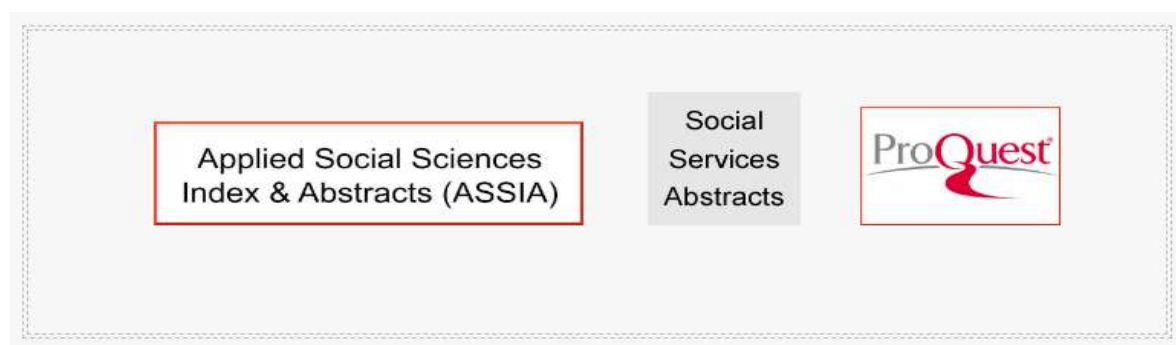 Applied Social Sciences
Index & Abstracts (ASSIA)
Social
Services
Abstracts
ProQuest